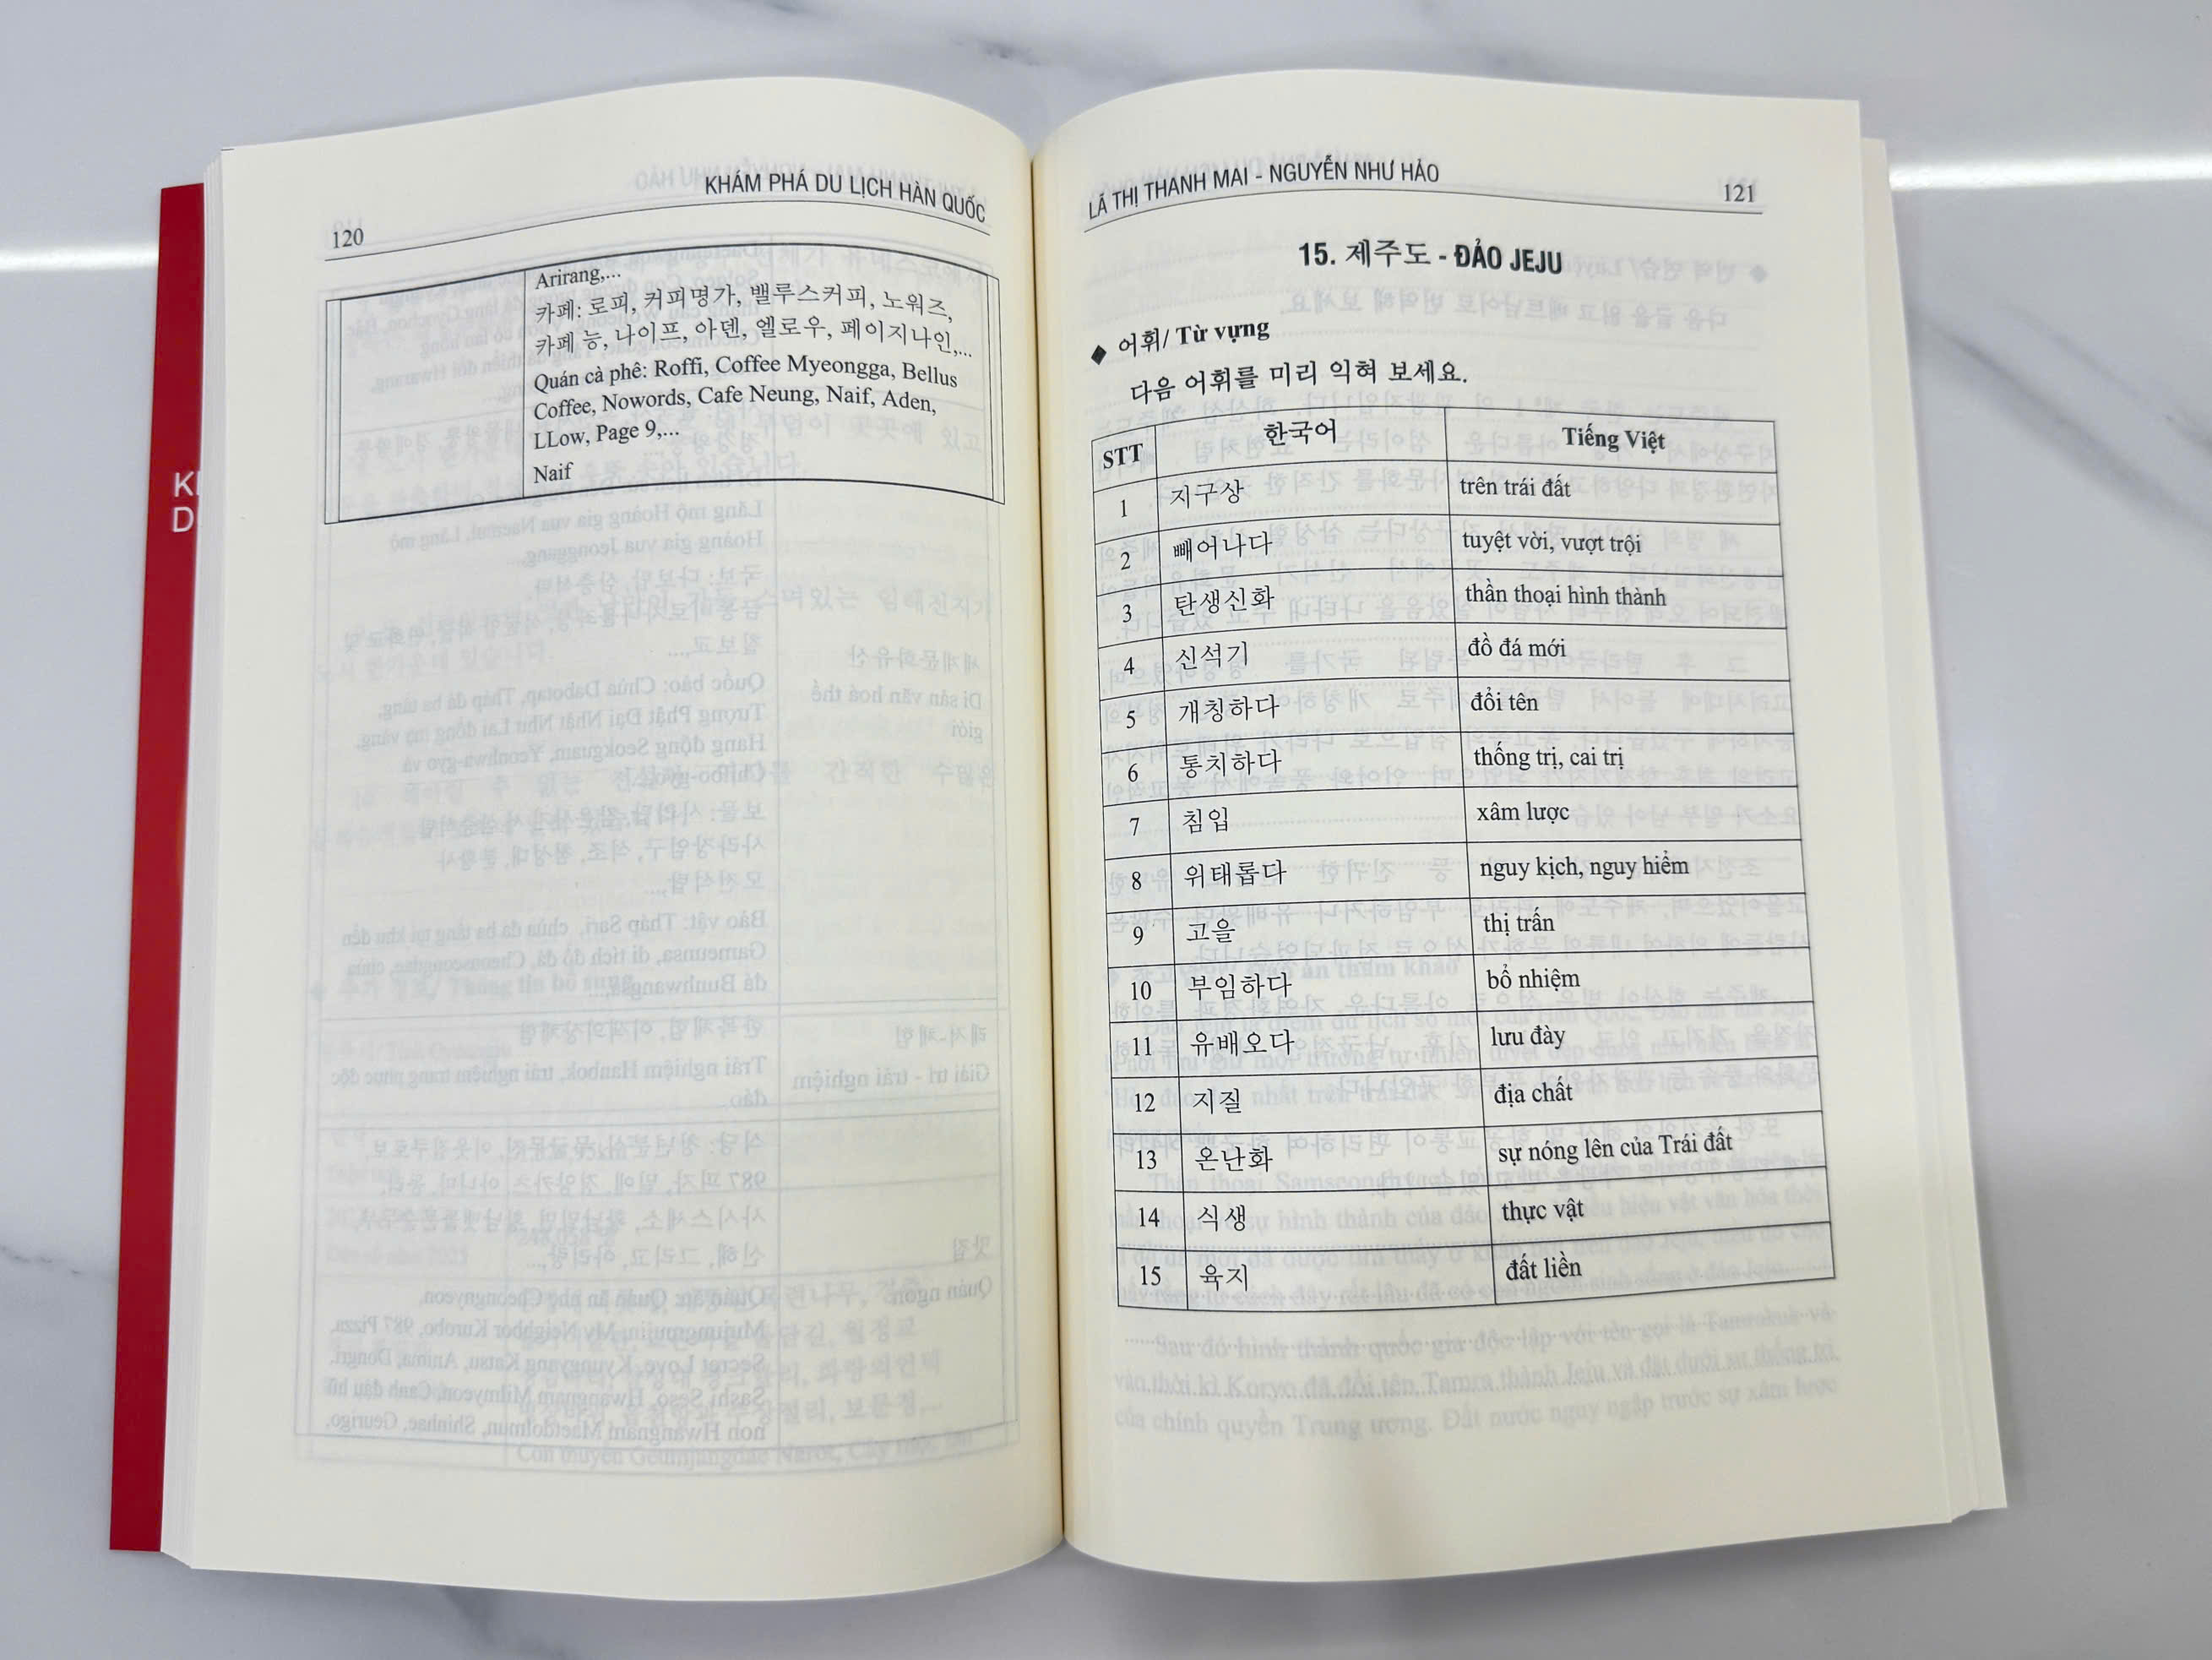 KHÁM PHÁ DU LỊCH HÀN QUỐC
120
Arirang,...
카페: 로피, 커피명가, 밸루스커피, 노워즈,
카페 능, 나이프, 아덴, 엘로우, 페이지나인,...
Quán cà phê: Roffi, Coffee Myeongga, Bellus
Coffee, Nowords, Cafe Neung, Naif, Aden,
LLow, Page 9,...
Naif
LÃ THỊ THANH MAI - NGUYỄN NHƯ HẢO
121
15. 제주도 - ĐẢO JEJU
◆ 어휘/ Từ vựng
다음 어휘를 미리 익혀 보세요.
STT 한국어 Tiếng Việt
1 지구상 trên trái đất
2 빼어나다 tuyệt vời, vượt trội
3 탄생신화 thần thoại hình thành
4 신석기 đồ đá mới
5 개칭하다 đổi tên
6 통치하다 thống trị, cai trị
7 침입 xâm lược
8 위태롭다 nguy kịch, nguy hiểm
9 고을 thị trấn
10 부임하다 bổ nhiệm
11 유배오다 lưu đày
12 지질 địa chất
13 온난화 sự nóng lên của Trái đất
14 식생 thực vật
15 육지 đất liền